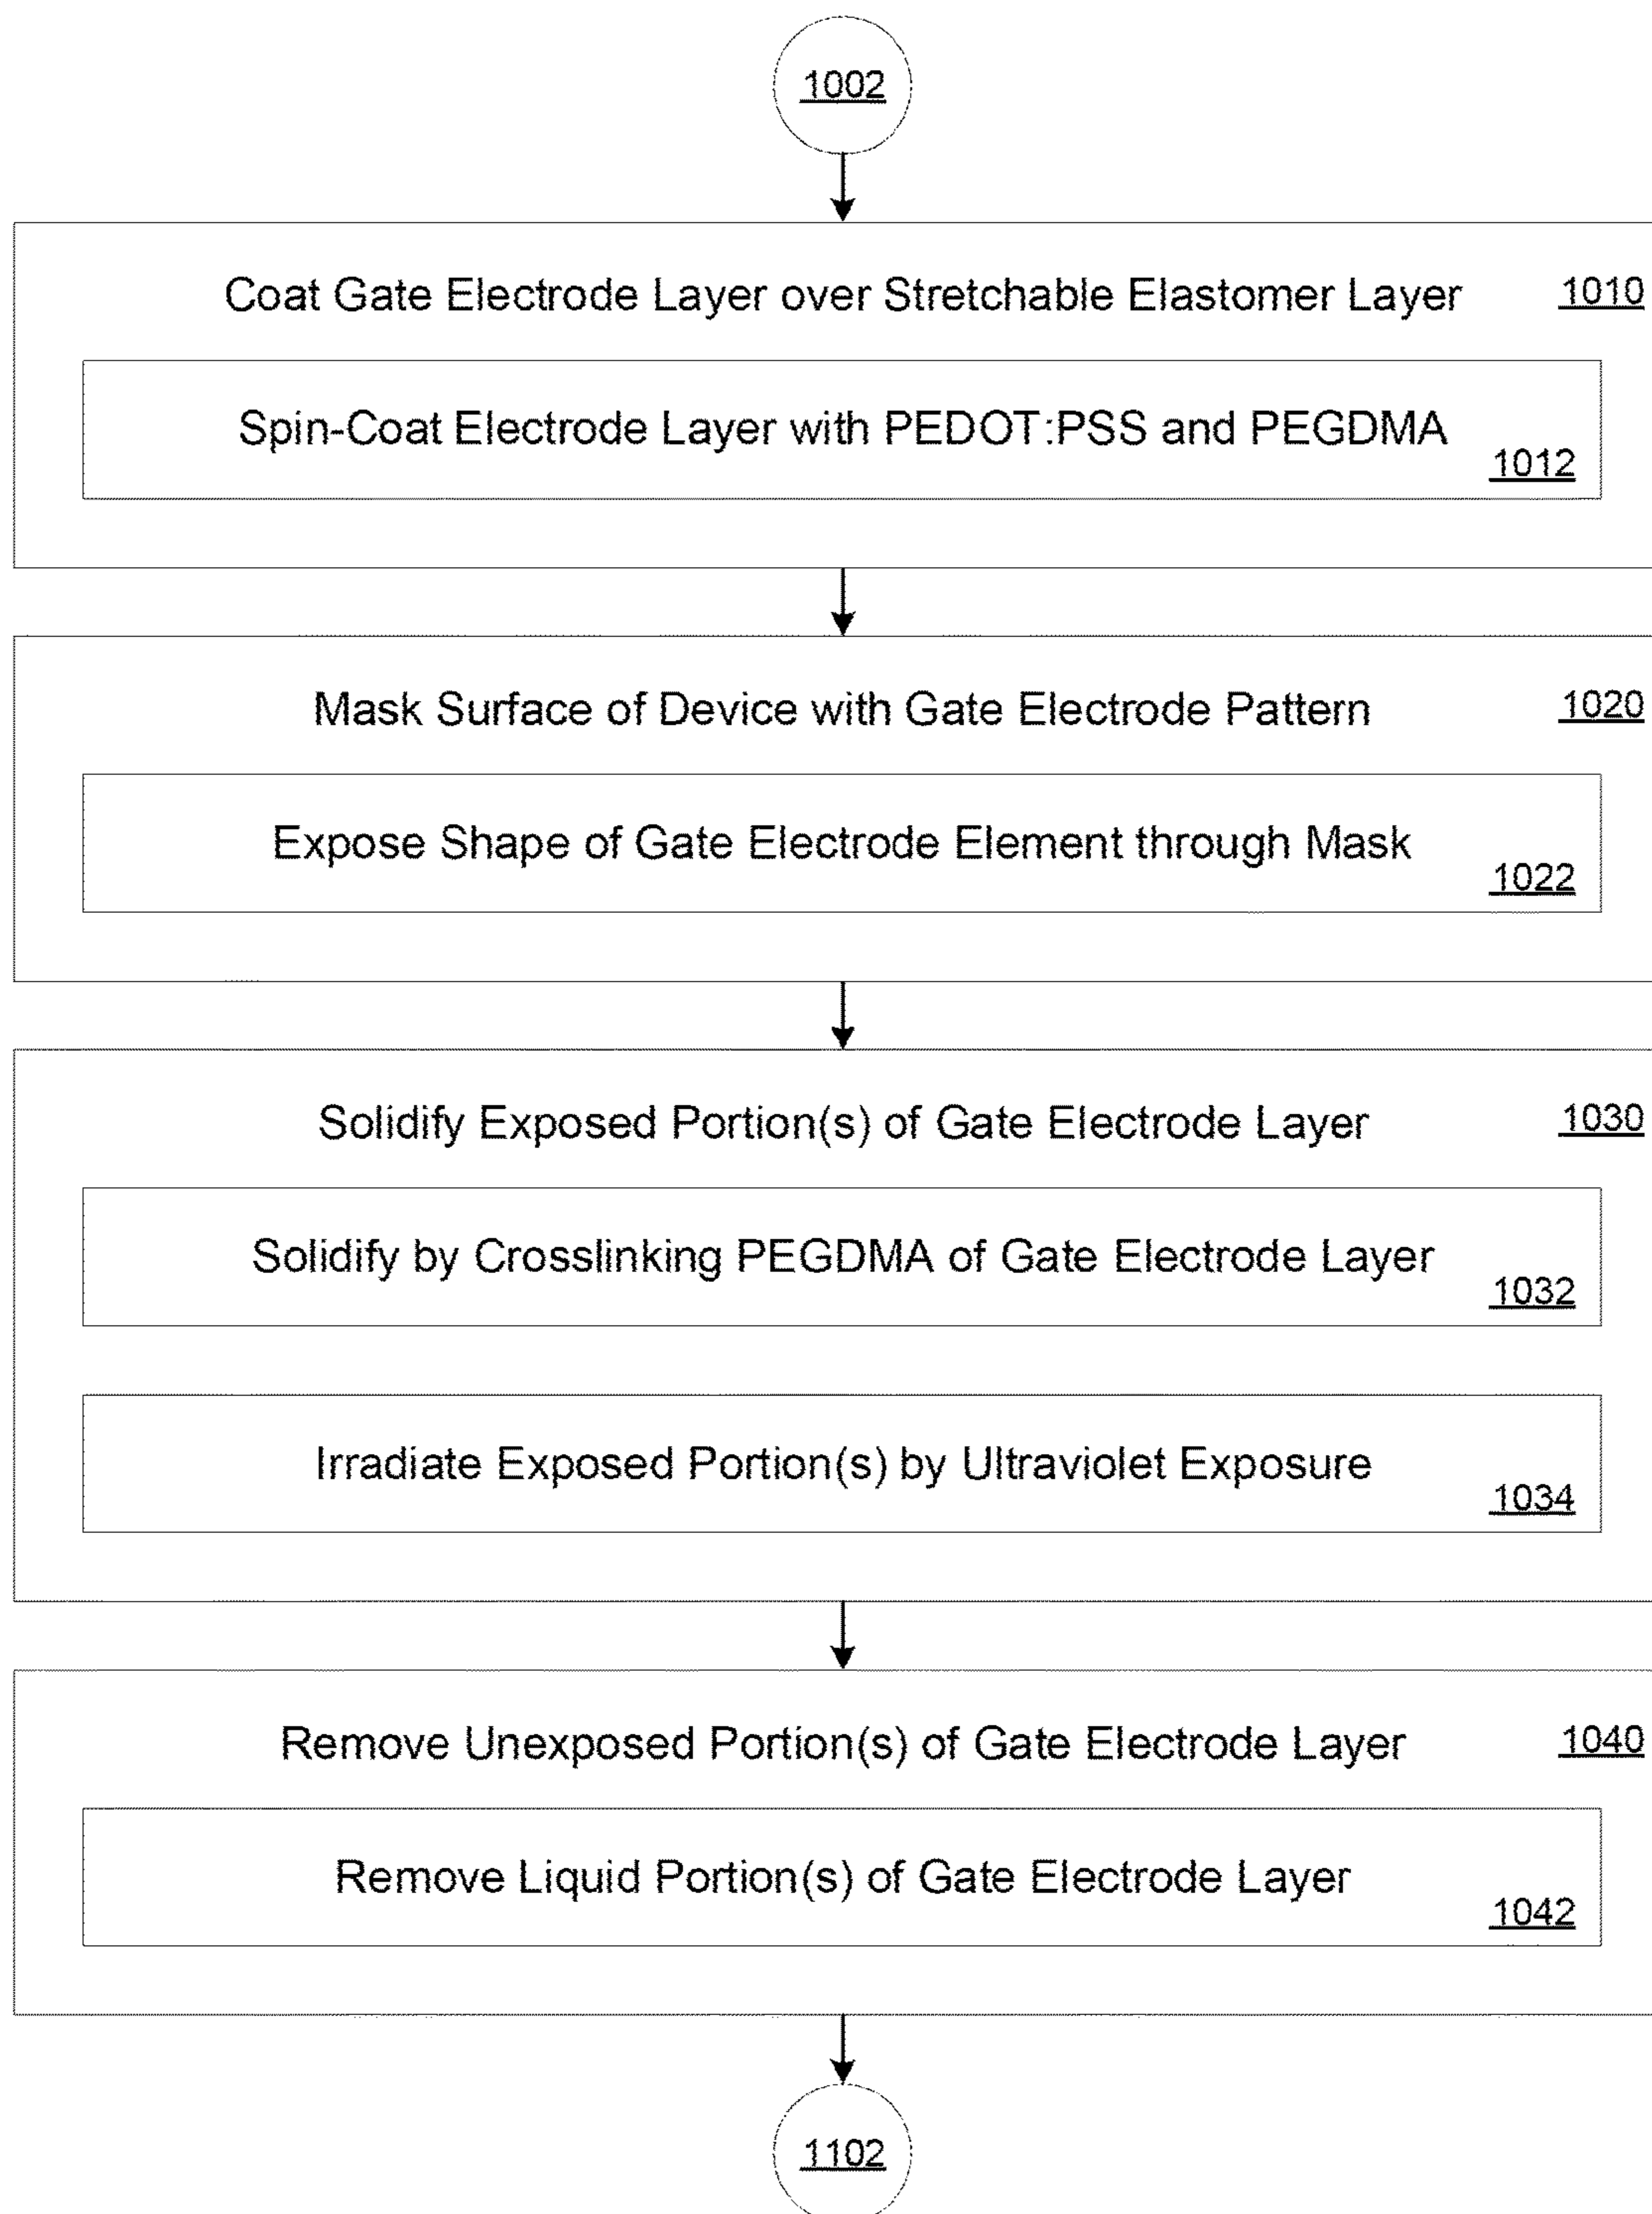 1002
Coat Gate Electrode Layer over Stretchable Elastomer Layer 1010
Spin-Coat Electrode Layer with PEDOT:PSS and PEGDMA
1012
Mask Surface of Device with Gate Electrode Pattern 1020
Expose Shape of Gate Electrode Element through Mask
1022
Solidify Exposed Portion(s) of Gate Electrode Layer 1030
Solidify by Crosslinking PEGDMA of Gate Electrode Layer
1032
Irradiate Exposed Portion(s) by Ultraviolet Exposure
1034
Remove Unexposed Portion(s) of Gate Electrode Layer 1040
Remove Liquid Portion(s) of Gate Electrode Layer
1042
1102